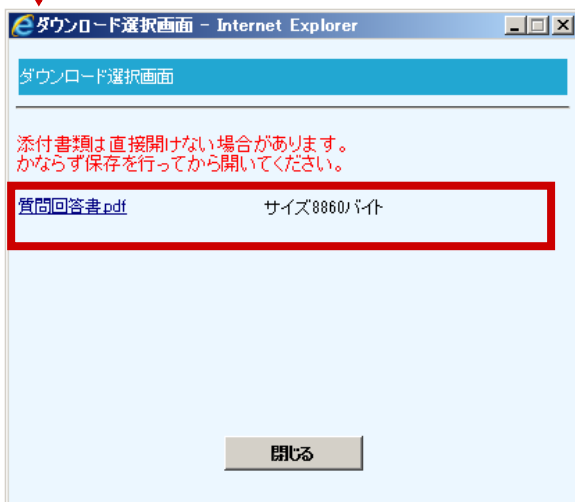 ダウンロード選択画面 - Internet Explorer
ダウンロード選択画面
添付書類は直接開けない場合があります。
かならず保存を行ってから開いてください。
質問回答書.pdf サイズ8860バイト
閉じる